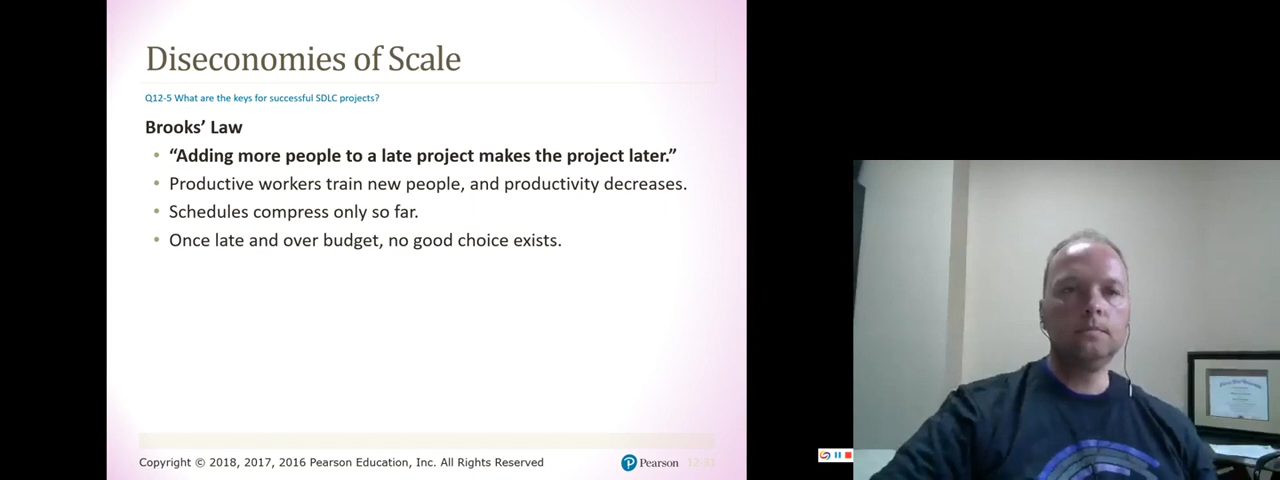 Diseconomies of Scale
Q12-5 What are the keys for successful SDLC projects?
Brooks’ Law
• “Adding more people to a late project makes the project later.”
• Productive workers train new people, and productivity decreases.
• Schedules compress only so far.
• Once late and over budget, no good choice exists.
Copyright © 2018, 2017, 2016 Pearson Education, Inc. All Rights Reserved
Pearson
12-31